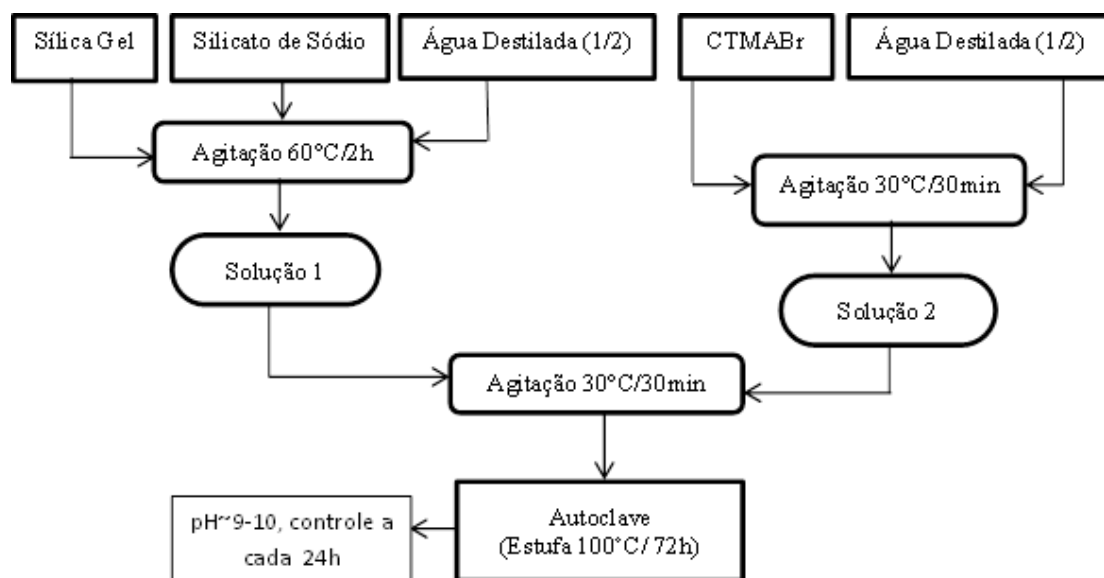 Sílica Gel
Silicato de Sódio
Água Destilada (1/2)
CTMABr
Água Destilada (1/2)
Agitação 60°C/2h
Agitação 30°C/30min
Solução 1
Solução 2
Agitação 30°C/30min
Autoclave
(Estufa 100°C/ 72h)
pH~9-10, controle a
cada 24h